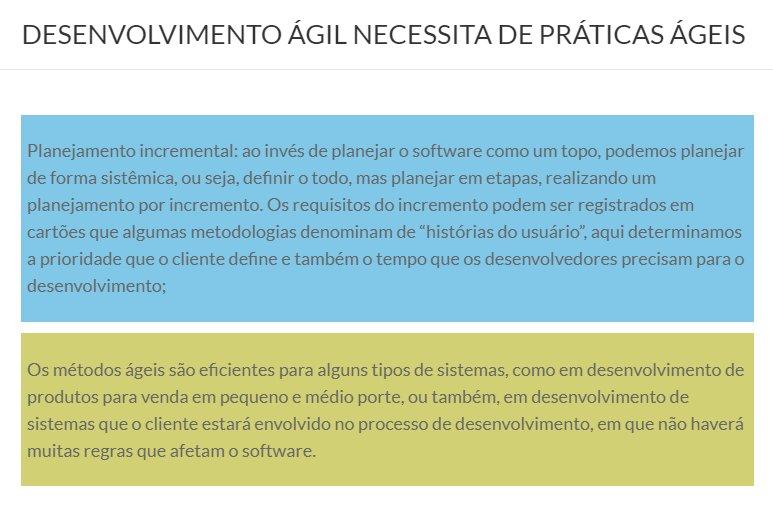 DESENVOLVIMENTO ÁGIL NECESSITA DE PRÁTICAS ÁGEIS
Planejamento incremental: ao invés de planejar o software como um topo, podemos planejar
de forma sistêmica, ou seja, definir o todo, mas planejar em etapas, realizando um
planejamento por incremento. Os requisitos do incremento podem ser registrados em
cartões que algumas metodologias denominam de “histórias do usuário”, aqui determinamos
a prioridade que o cliente define e também o tempo que os desenvolvedores precisam para o
desenvolvimento;
Os métodos ágeis são eficientes para alguns tipos de sistemas, como em desenvolvimento de
produtos para venda em pequeno e médio porte, ou também, em desenvolvimento de
sistemas que o cliente estará envolvido no processo de desenvolvimento, em que não haverá
muitas regras que afetam o software.